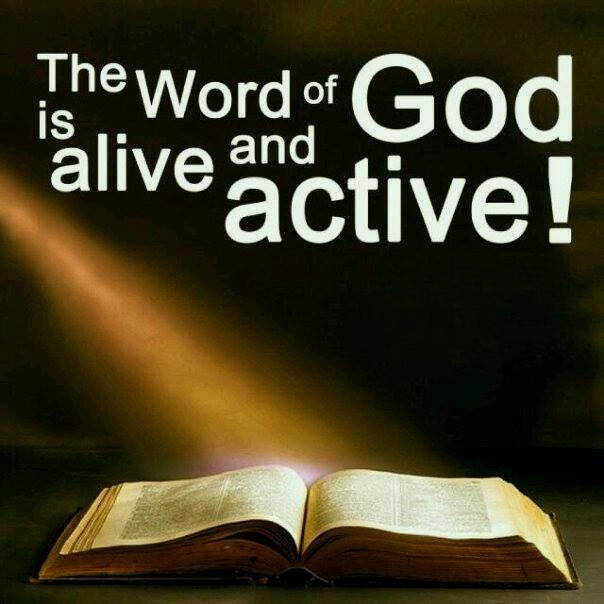 The Word of God
is alive and
active!